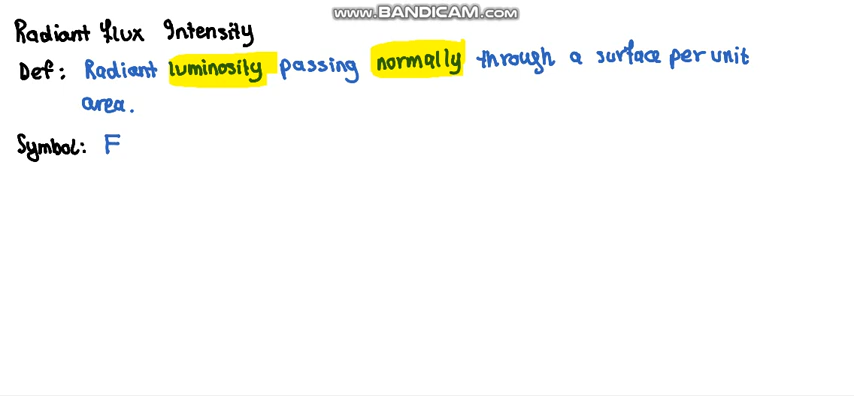 www.BANDICAM.com
Radiant flux Intensity
Def: Radiant luminosity passing normally through a surface per unit
area.
Symbol: F